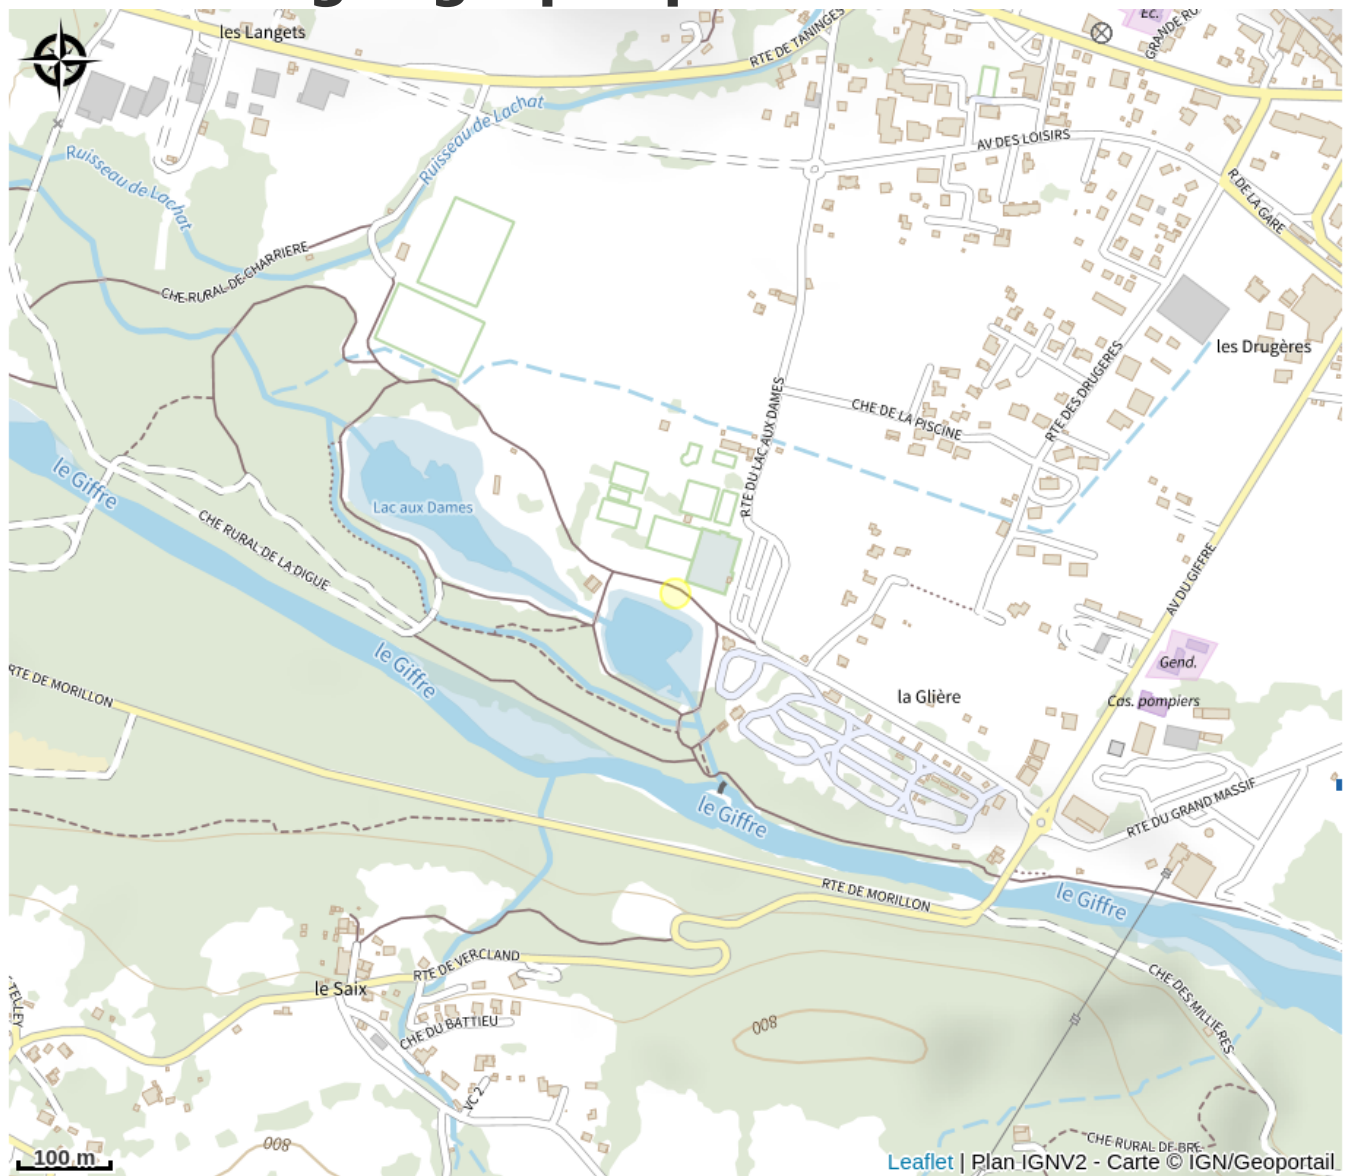 les Langets
RTE DE TANINGES
Ec.
GRANDE RU
Ruisseau de Lachat
Ruisseau de Lachat
AV DES LOISIRS
R.DE LA GARE
CHE RURAL DE CHARRIERE
les Drugères
RTE DES DRUGERES
CHE DE LA PISCINE
RTE DU LAC AUX DAMES
le Giffre
Lac aux Dames
CHE RURAL DE LA DIGUE
AV DU GIFFRE
le Giffre
Gend.
RTE DE MORILLON
la Glière
Cas. pompiers
le Giffre
RTE DU GRAND MASSIF
RTE DE MORILLON
le Giffre
RTE DE VERCLAND
le Saix
TELLEY
CHE DES MILLIERES
CHE DU BATTIEU
800
VC 2
800
CHE RURAL DE BRE
100 m
Leaflet | Plan IGNV2 - Carte © IGN/Geoportail